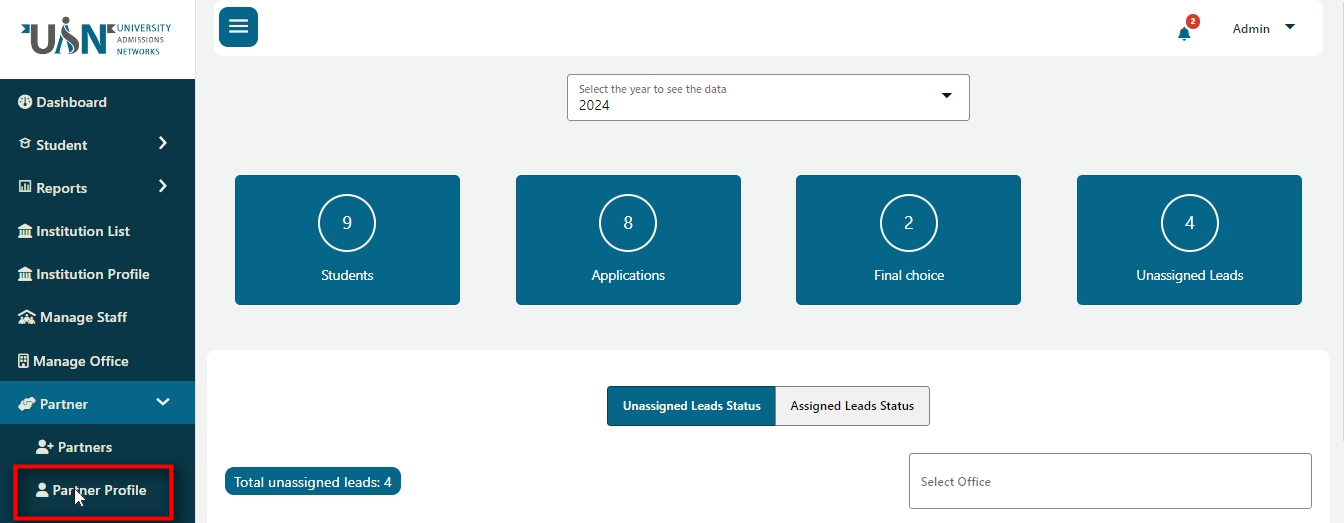 UAN UNIVERSITY
ADMISSIONS
NETWORKS
Dashboard
Student
Reports
Institution List
Institution Profile
Manage Staff
Manage Office
Partner
Partners
Partner Profile
2
Admin
Select the year to see the data
2024
9
Students
8
Applications
2
Final choice
4
Unassigned Leads
Unassigned Leads Status
Assigned Leads Status
Total unassigned leads: 4
Select Office